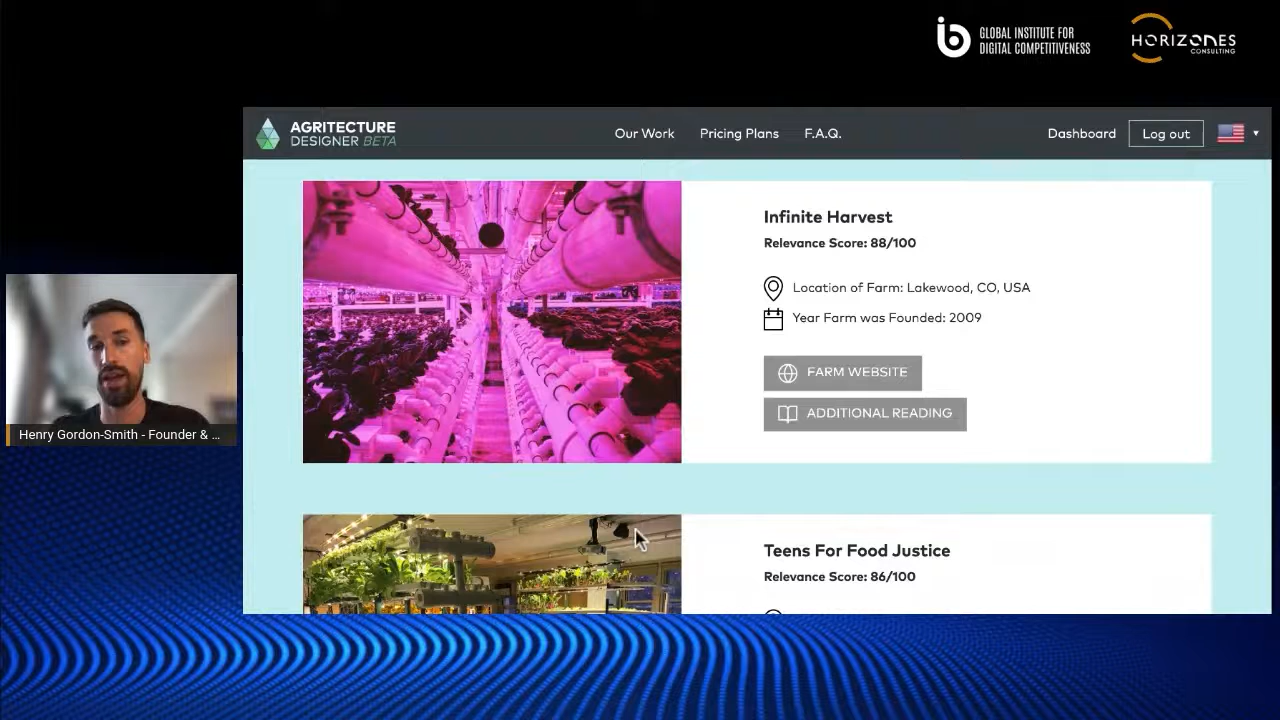 GLOBAL INSTITUTE FOR
DIGITAL COMPETITIVENESS
HORIZONES
CONSULTING
AGRITECTURE
DESIGNER BETA
Our Work
Pricing Plans
F.A.Q.
Dashboard
Log out
Infinite Harvest
Relevance Score: 88/100
Location of Farm: Lakewood, CO, USA
Year Farm was Founded: 2009
FARM WEBSITE
ADDITIONAL READING
Henry Gordon-Smith - Founder & ...
Teens For Food Justice
Relevance Score: 86/100